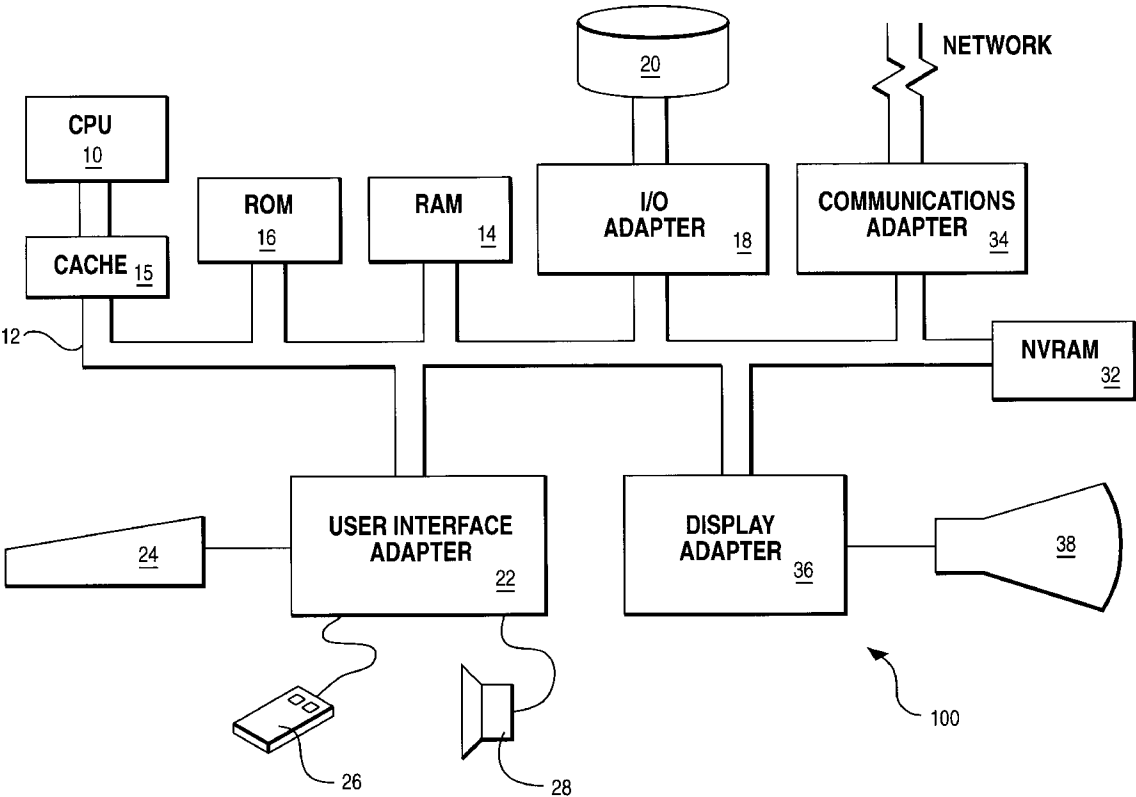 20
NETWORK
CPU
10
ROM
16
RAM
14
I/O
ADAPTER
18
COMMUNICATIONS
ADAPTER
34
CACHE 15
12
NVRAM
32
24
USER INTERFACE
ADAPTER
22
DISPLAY
ADAPTER
36
38
26
28
100